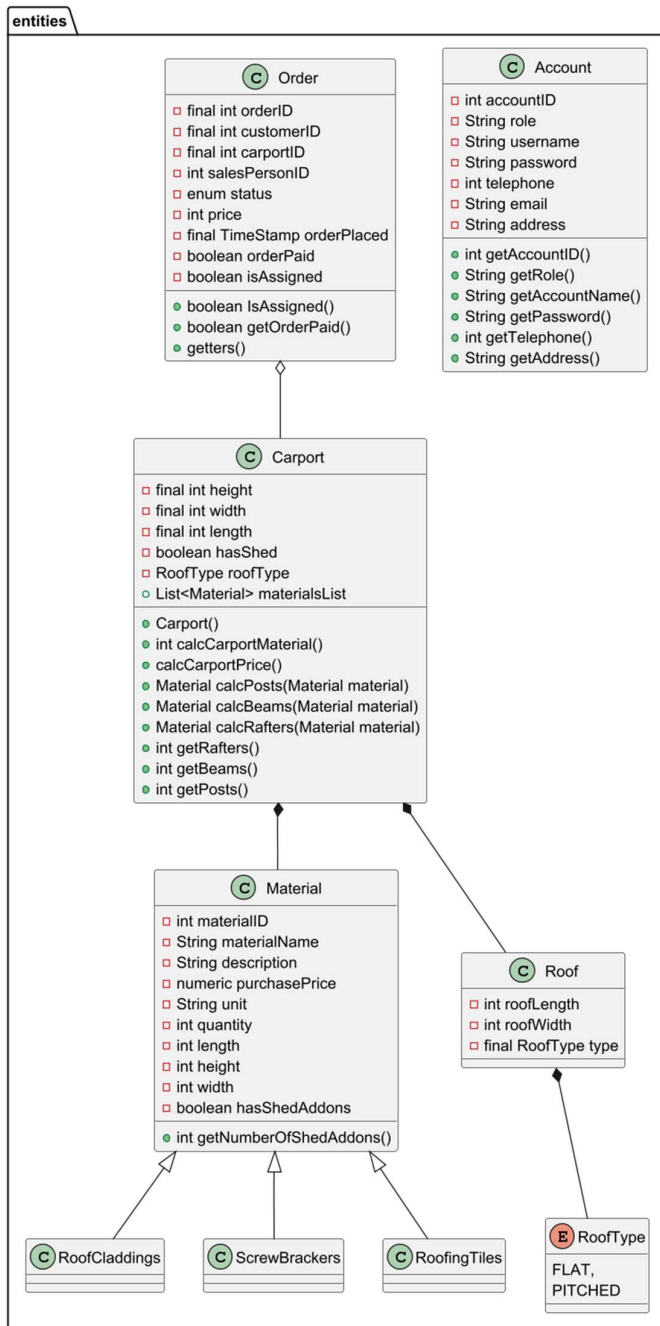 entities
C Order
final int orderID
final int customerID
final int carportID
int salesPersonID
enum status
int price
final TimeStamp orderPlaced
boolean orderPaid
boolean isAssigned
boolean IsAssigned()
boolean getOrderPaid()
getters()
C Account
int accountID
String role
String username
String password
int telephone
String email
String address
int getAccountID()
String getRole()
String getAccountName()
String getPassword()
int getTelephone()
String getAddress()
C Carport
final int height
final int width
final int length
boolean hasShed
RoofType roofType
List<Material> materialsList
Carport()
int calcCarportMaterial()
calcCarportPrice()
Material calcPosts(Material material)
Material calcBeams(Material material)
Material calcRafters(Material material)
int getRafters()
int getBeams()
int getPosts()
C Material
int materialID
String materialName
String description
numeric purchasePrice
String unit
int quantity
int length
int height
int width
boolean hasShedAddons
int getNumberOfShedAddons()
C Roof
int roofLength
int roofWidth
final RoofType type
C RoofCladdings
C ScrewBrackers
C RoofingTiles
E RoofType
FLAT,
PITCHED